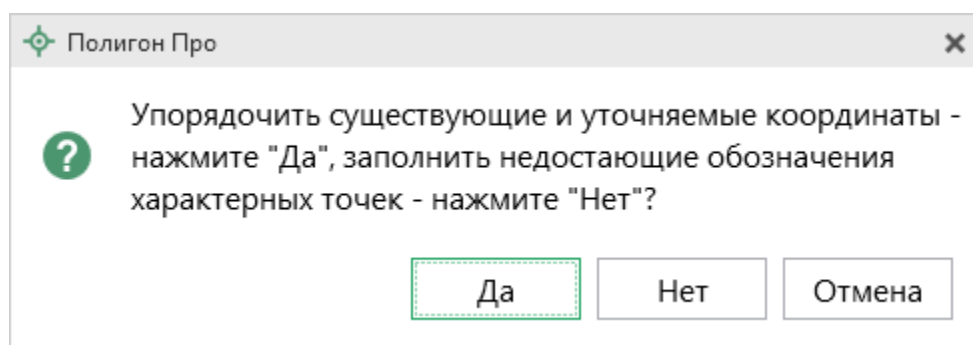 Полигон Про
Упорядочить существующие и уточняемые координаты -
нажмите "Да", заполнить недостающие обозначения
характерных точек - нажмите "Нет"?
Да Нет Отмена